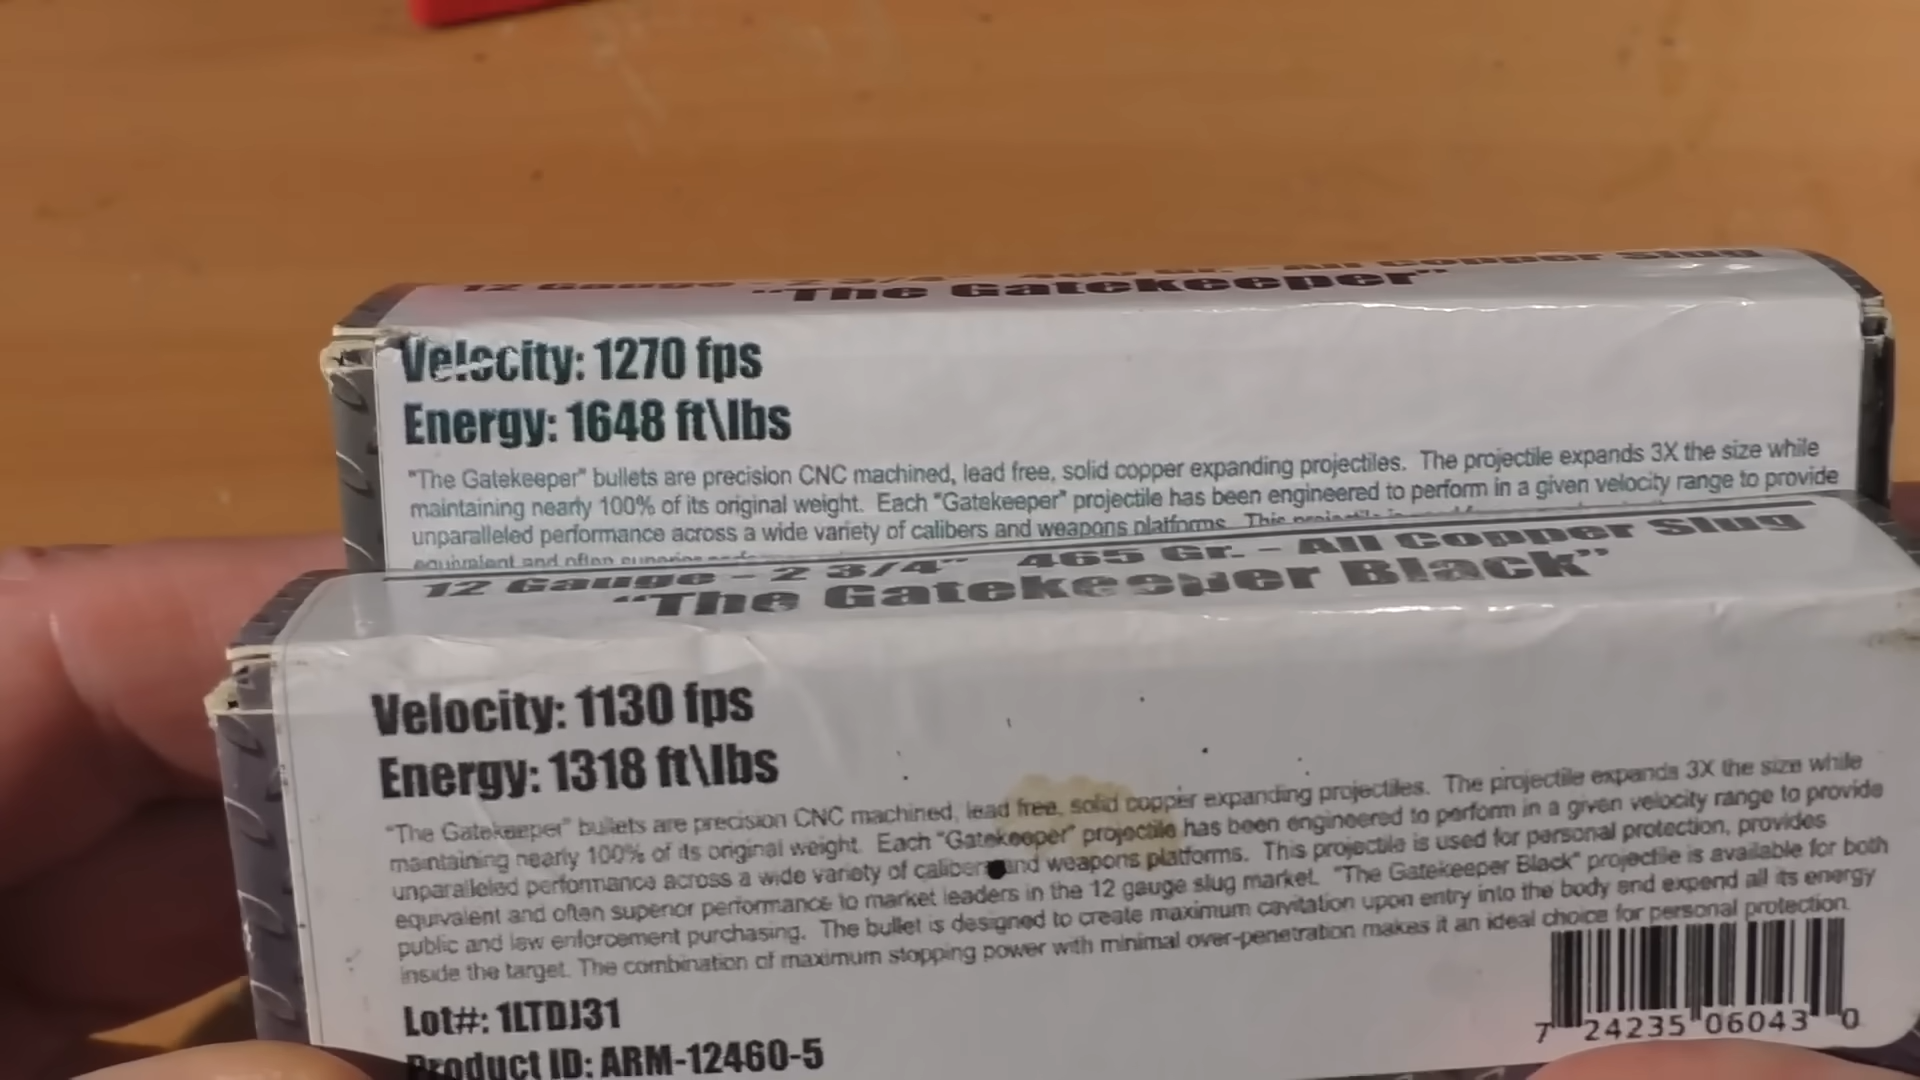 12 Gauge - 2 3/4" 460 Gr. - All Copper Slug
"The Gatekeeper"
Velocity: 1270 fps
Energy: 1648 ft\lbs
"The Gatekeeper" bullets are precision CNC machined, lead free, solid copper expanding projectiles. The projectile expands 3X the size while
maintaining nearly 100% of its original weight. Each "Gatekeeper" projectile has been engineered to perform in a given velocity range to provide
unparalleled performance across a wide variety of calibers and weapons platforms. This projectile is used for
equivalent and often superior
12 Gauge - 2 3/4" 465 Gr. - All Copper Slug
"The Gatekeeper Black"
Velocity: 1130 fps
Energy: 1318 ft\lbs
"The Gatekeeper" bullets are precision CNC machined, lead free, solid copper expanding projectiles. The projectile expands 3X the size while
maintaining nearly 100% of its original weight. Each "Gatekeeper" projectile has been engineered to perform in a given velocity range to provide
unparalleled performance across a wide variety of calibers and weapons platforms. This projectile is used for personal protection, provides
equivalent and often superior performance to market leaders in the 12 gauge slug market. "The Gatekeeper Black" projectile is available for both
public and law enforcement purchasing. The bullet is designed to create maximum cavitation upon entry into the body and expend all its energy
inside the target. The combination of maximum stopping power with minimal over-penetration makes it an ideal choice for personal protection.
Lot#: 1LTDJ31
Product ID: ARM-12460-5
7 24235 06043 0